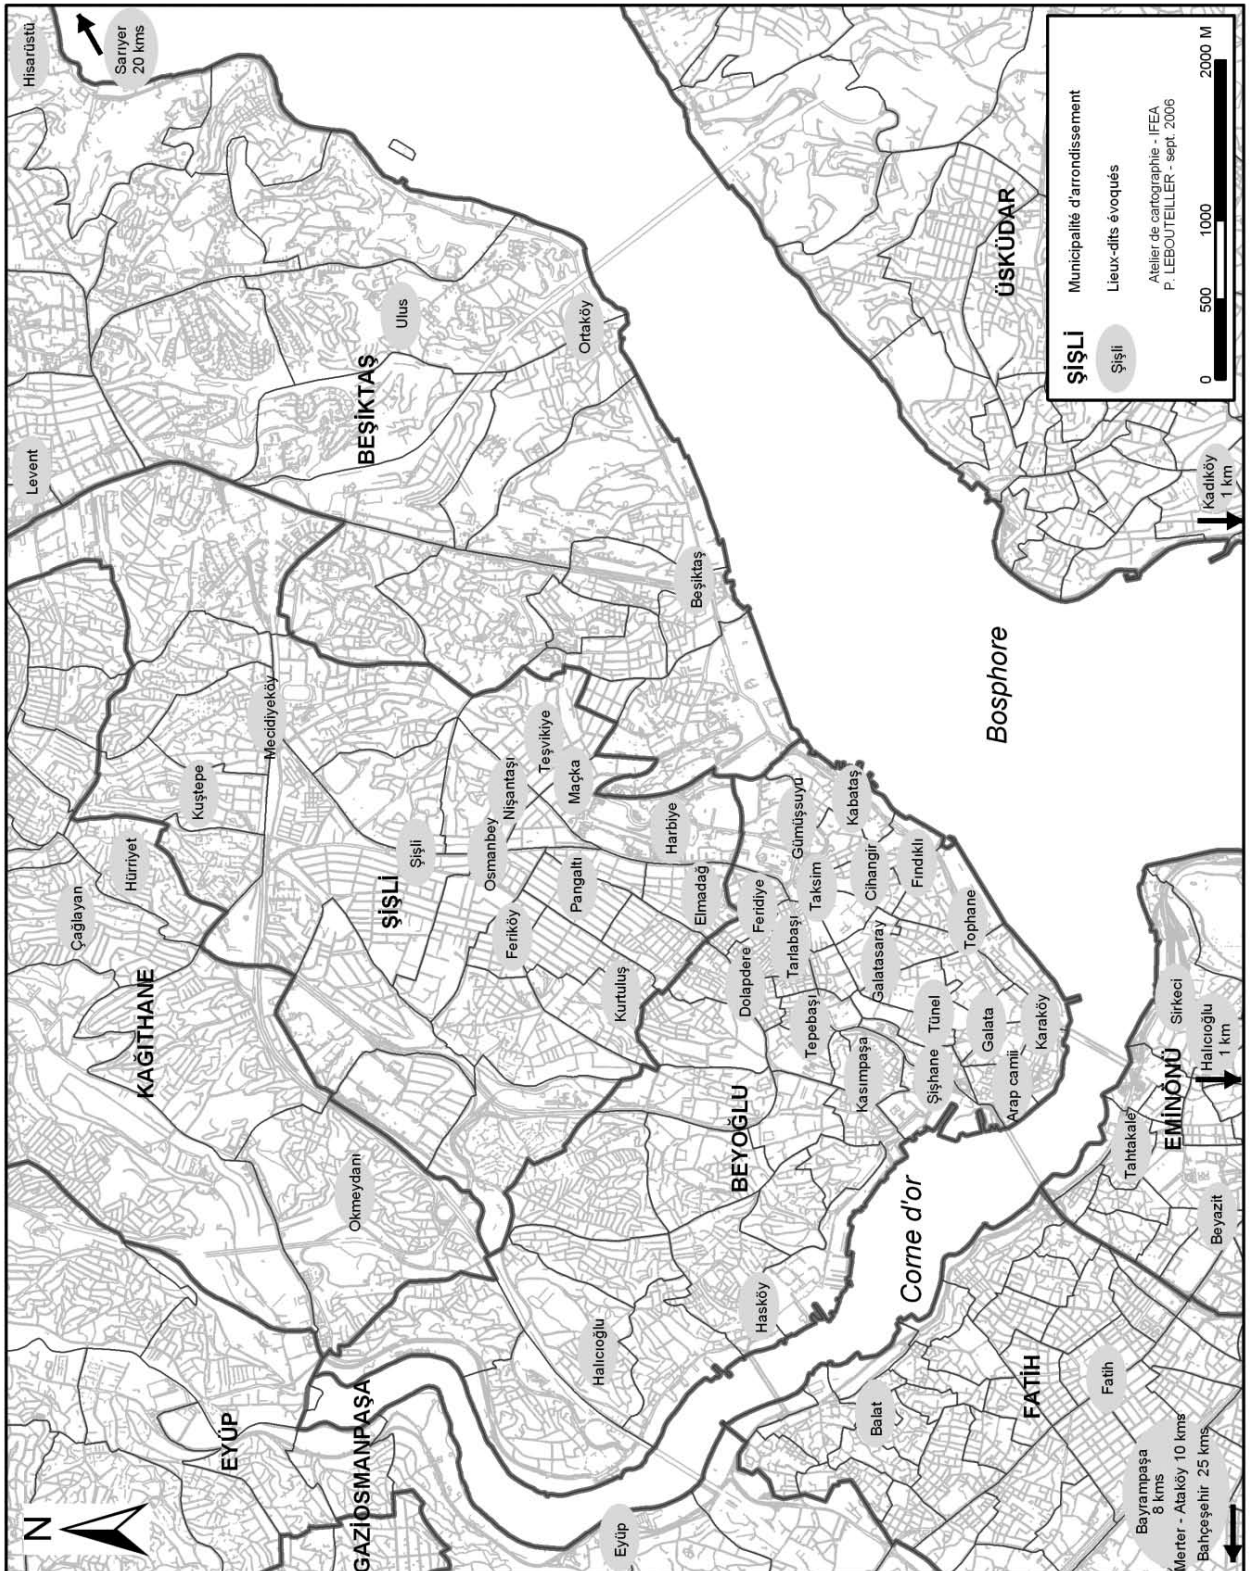 N
Levent
Hisarüstü
Çağlayan
Sarıyer
20 kms
Hürriyet
KAĞITHANE
Kuştepe
EYÜP
Mecidiyeköy
Okmeydanı
GAZİOSMANPAŞA
BEŞİKTAŞ
ŞİŞLİ
Ulus
Şişli
Osmanbey
Nişantaşı
Feriköy
Teşvikiye
Maçka
Pangaltı
Ortaköy
Halıcıoğlu
Eyüp
Kurtuluş
Harbiye
Elmadağ
Beşiktaş
BEYOĞLU
Dolapdere
Feridiye
Hasköy
Tarlabaşı
Gümüşsuyu
Tepebaşı
Taksim
Kabataş
Kasımpaşa
Cihangir
Galatasaray
Balat
Corne d'or
Fındıklı
Şişhane
Tünel
Tophane
Galata
Bosphore
ÜSKÜDAR
Arap camii
FATİH
Karaköy
Fatih
Tahtakale
EMİNÖNÜ
Sirkeci
Bayrampaşa
8 kms
Merter - Ataköy 10 kms
Bahçeşehir 25 kms
Beyazit
Halıcıoğlu
1 km
Kadıköy
1 km
ŞİŞLİ
Municipalité d'arrondissement
Şişli
Lieux-dits évoqués
Atelier de cartographie - IFEA
P. LEBOUTEILLER - sept. 2006
0 500 1000 2000 M